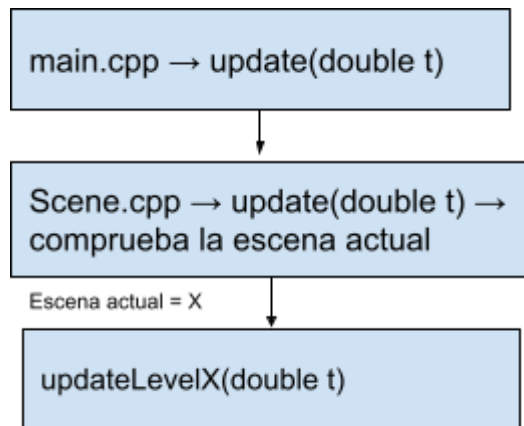 main.cpp → update(double t)
Scene.cpp → update(double t) →
comprueba la escena actual
Escena actual = X
updateLevelX(double t)